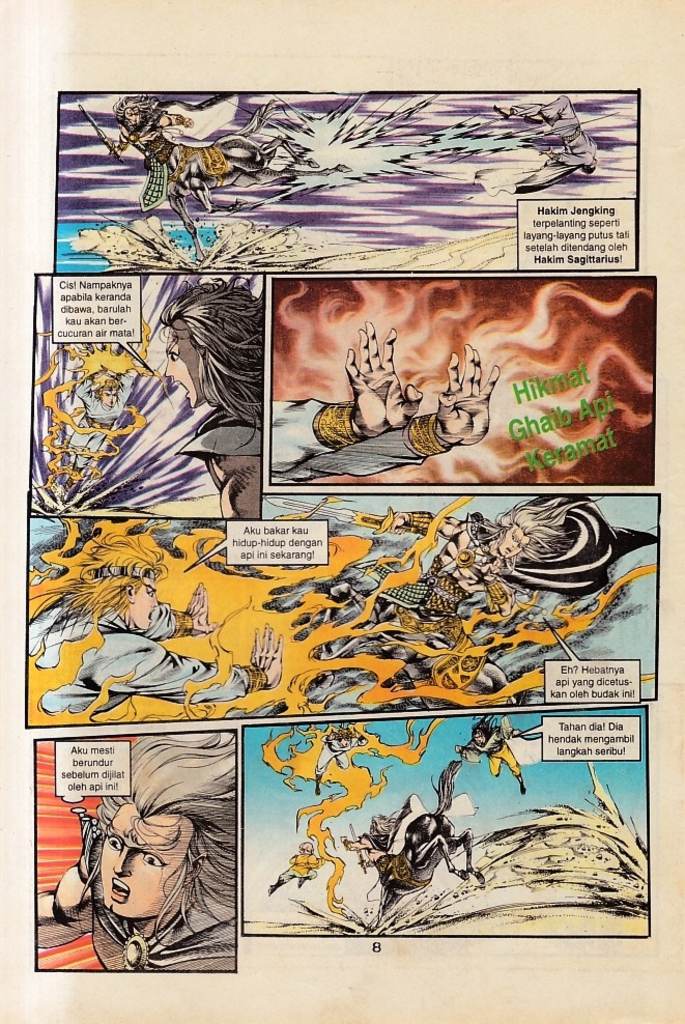 Hakim Jengking
terpelanting seperti
layang-layang putus tali
setelah ditendang oleh
Hakim Sagittarius!
Cis! Nampaknya
apabila keranda
dibawa, barulah
kau akan ber-
cucuran air mata!
Hikmat
Ghaib Api
Keramat
Aku bakar kau
hidup-hidup dengan
api ini sekarang!
Eh? Hebatnya
api yang dicetus-
kan oleh budak ini!
Aku mesti
berundur
sebelum dijilat
oleh api ini!
Tahan dia! Dia
hendak mengambil
langkah seribu!
8